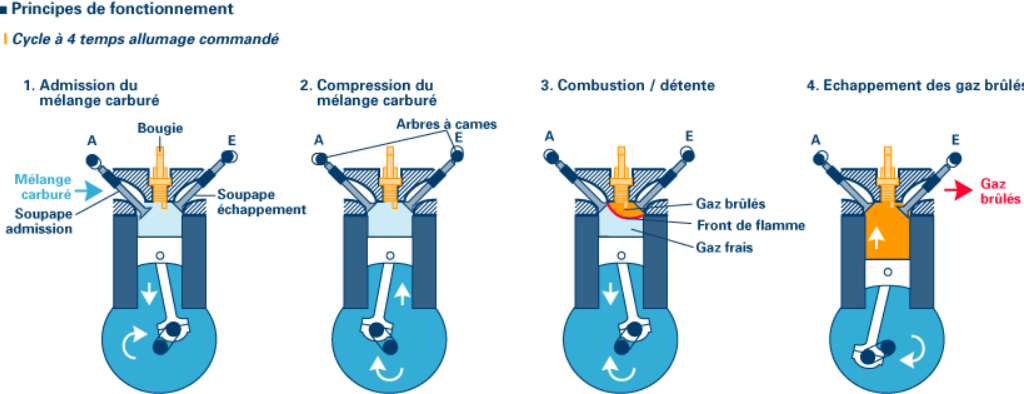 Principes de fonctionnement
Cycle à 4 temps allumage commandé
1. Admission du
mélange carburé
2. Compression du
mélange carburé
3. Combustion / détente
4. Echappement des gaz brûlés
Bougie
Arbres à cames
A
E
A
E
A
E
A
E
Mélange
carburé
Soupape
admission
Soupape
échappement
Gaz brûlés
Front de flamme
Gaz frais
Gaz
brûlés